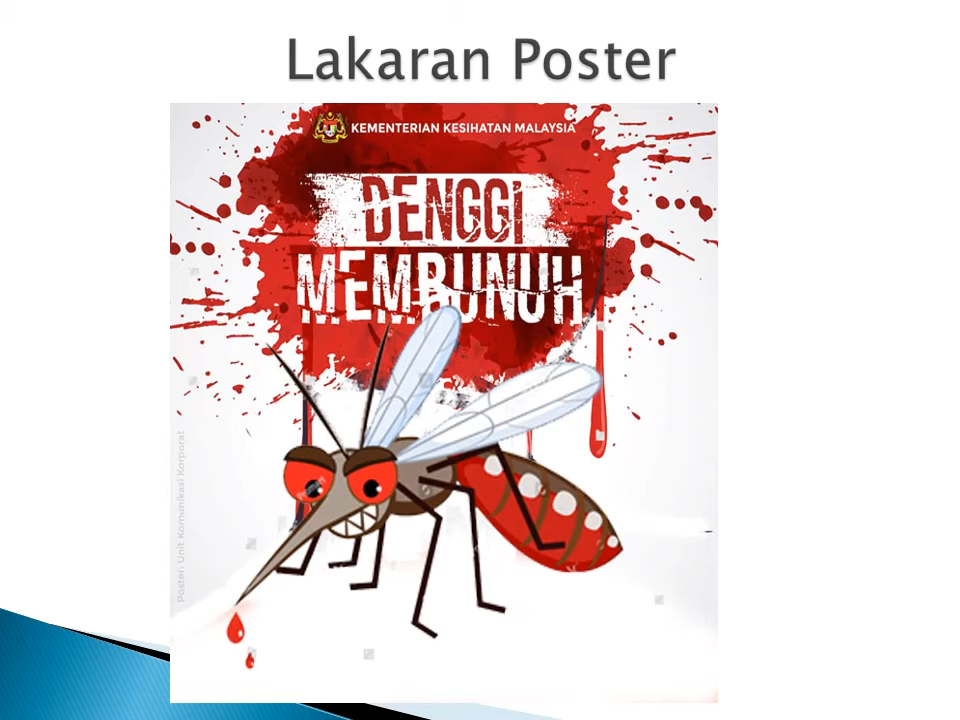 Lakaran Poster
KEMENTERIAN KESIHATAN MALAYSIA
DENGGI
MEMBUNUH
Poster: Unit Komunikasi Korporat